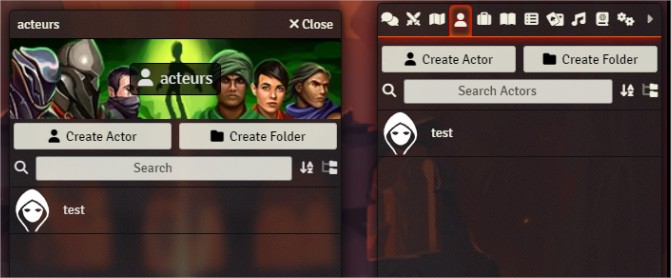 acteurs
Close
acteurs
Create Actor
Create Folder
Search
test
Create Actor
Create Folder
Search Actors
test